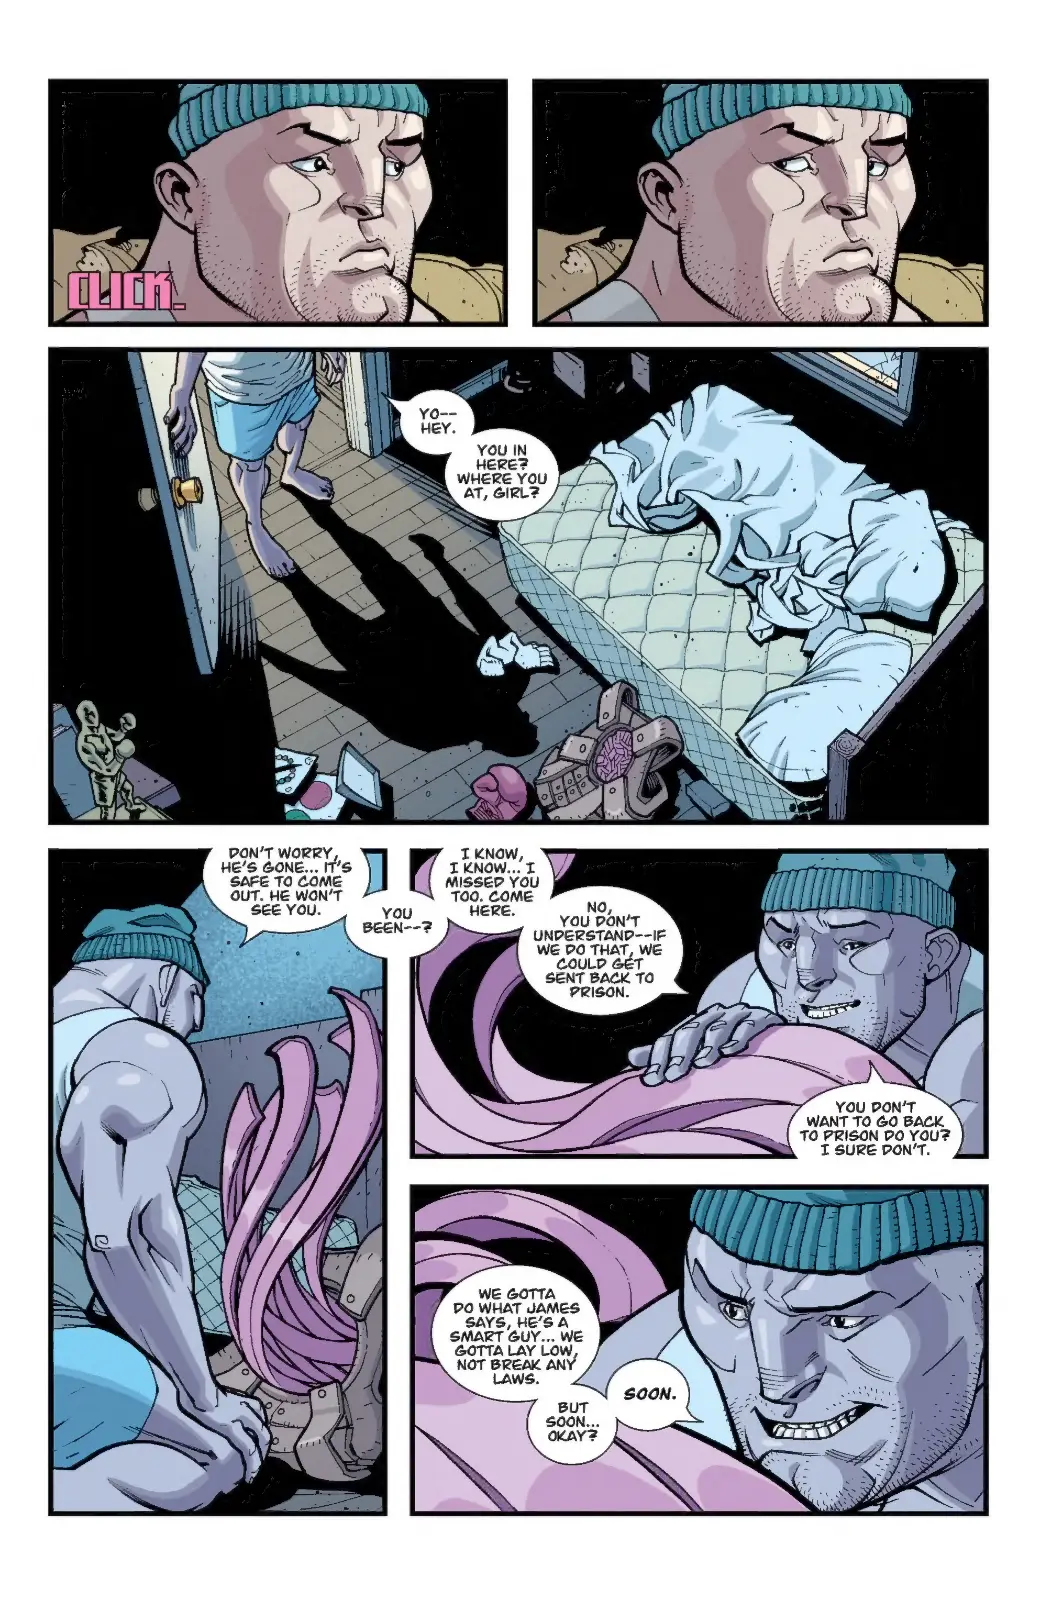 CLICK.
YO--
HEY.
YOU IN
HERE?
WHERE YOU
AT, GIRL?
DON'T WORRY,
HE'S GONE... IT'S
SAFE TO COME
OUT. HE WON'T
SEE YOU.
YOU
BEEN--?
I KNOW,
I KNOW... I
MISSED YOU
TOO. COME
HERE.
NO,
YOU DON'T
UNDERSTAND--IF
WE DO THAT, WE
COULD GET
SENT BACK TO
PRISON.
YOU DON'T
WANT TO GO BACK
TO PRISON DO YOU?
I SURE DON'T.
WE GOTTA
DO WHAT JAMES
SAYS, HE'S A
SMART GUY... WE
GOTTA LAY LOW,
NOT BREAK ANY
LAWS.
BUT
SOON...
OKAY?
SOON.